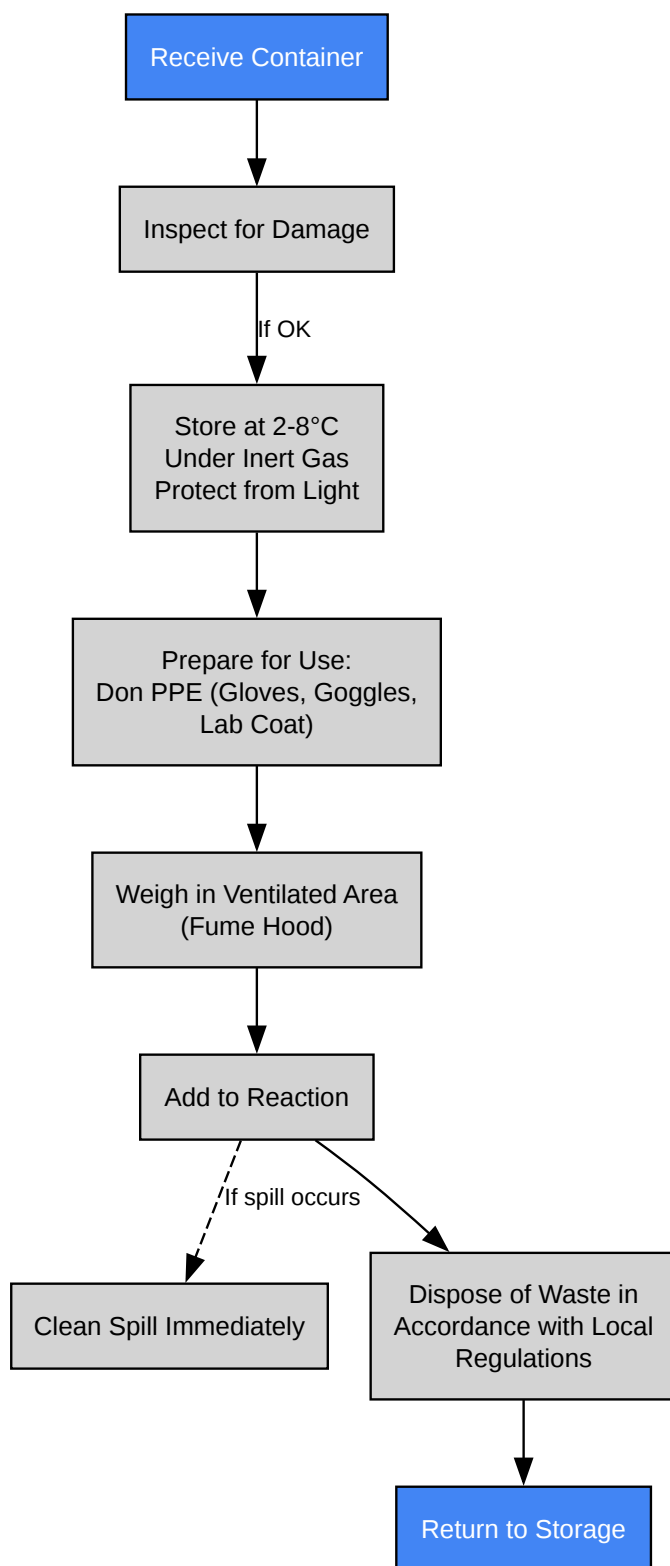 Receive Container
Inspect for Damage
If OK
Store at 2-8°C
Under Inert Gas
Protect from Light
Prepare for Use:
Don PPE (Gloves, Goggles,
Lab Coat)
Weigh in Ventilated Area
(Fume Hood)
Add to Reaction
If spill occurs
Clean Spill Immediately
Dispose of Waste in
Accordance with Local
Regulations
Return to Storage